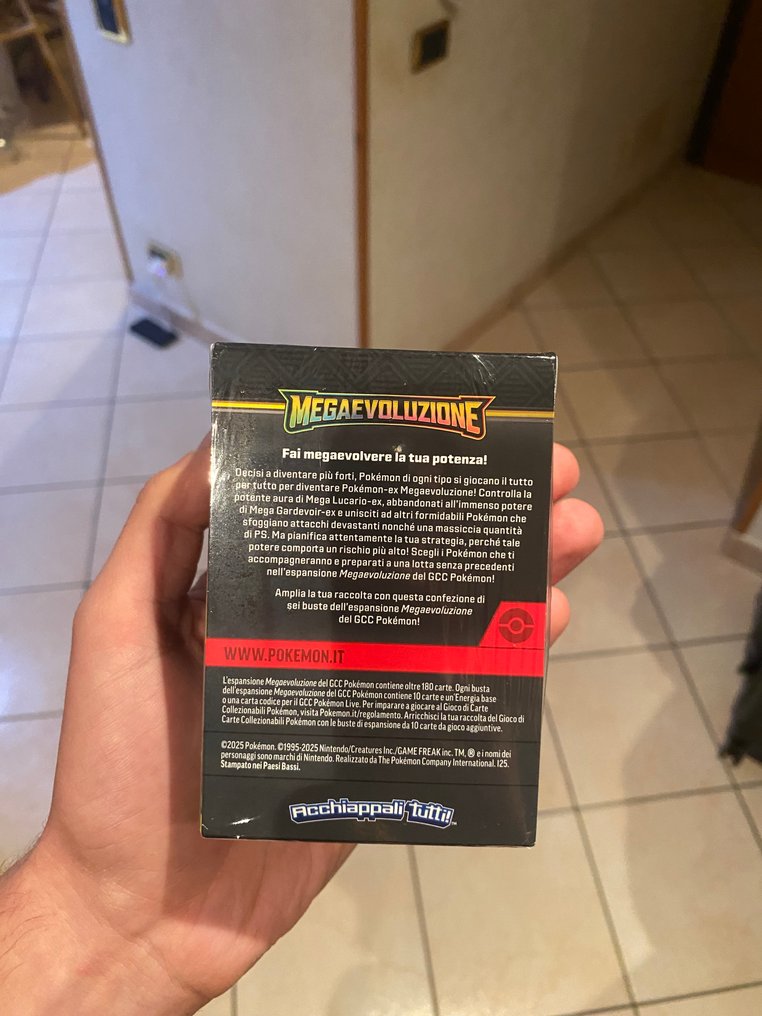 MEGAEVOLUZIONE
Fai megaevolvere la tua potenza!
Decisi a diventare più forti, Pokémon di ogni tipo si giocano il tutto
per tutto per diventare Pokémon-ex Megaevoluzione! Controlla la
potente aura di Mega Lucario-ex, abbandonati all'immenso potere
di Mega Gardevoir-ex e unisciti ad altri formidabili Pokémon che
sfoggiano attacchi devastanti nonché una massiccia quantità
di PS. Ma pianifica attentamente la tua strategia, perché tale
potere comporta un rischio più alto! Scegli i Pokémon che ti
accompagneranno e preparati a una lotta senza precedenti
nell'espansione Megaevoluzione del GCC Pokémon!
Amplia la tua raccolta con questa confezione di
sei buste dell'espansione Megaevoluzione
del GCC Pokémon!
WWW.POKEMON.IT
L'espansione Megaevoluzione del GCC Pokémon contiene oltre 180 carte. Ogni busta
dell'espansione Megaevoluzione del GCC Pokémon contiene 10 carte e un'Energia base
o una carta codice per il GCC Pokémon Live. Per imparare a giocare al Gioco di Carte
Collezionabili Pokémon, visita Pokemon.it/regolamento. Arricchisci la tua raccolta del Gioco di
Carte Collezionabili Pokémon con le buste di espansione da 10 carte da gioco aggiuntive.
©2025 Pokémon. ©1995-2025 Nintendo/Creatures Inc./GAME FREAK inc. TM, ® e i nomi dei
personaggi sono marchi di Nintendo. Realizzato da The Pokémon Company International. I25.
Stampato nei Paesi Bassi.
Acchiappali tutti!™